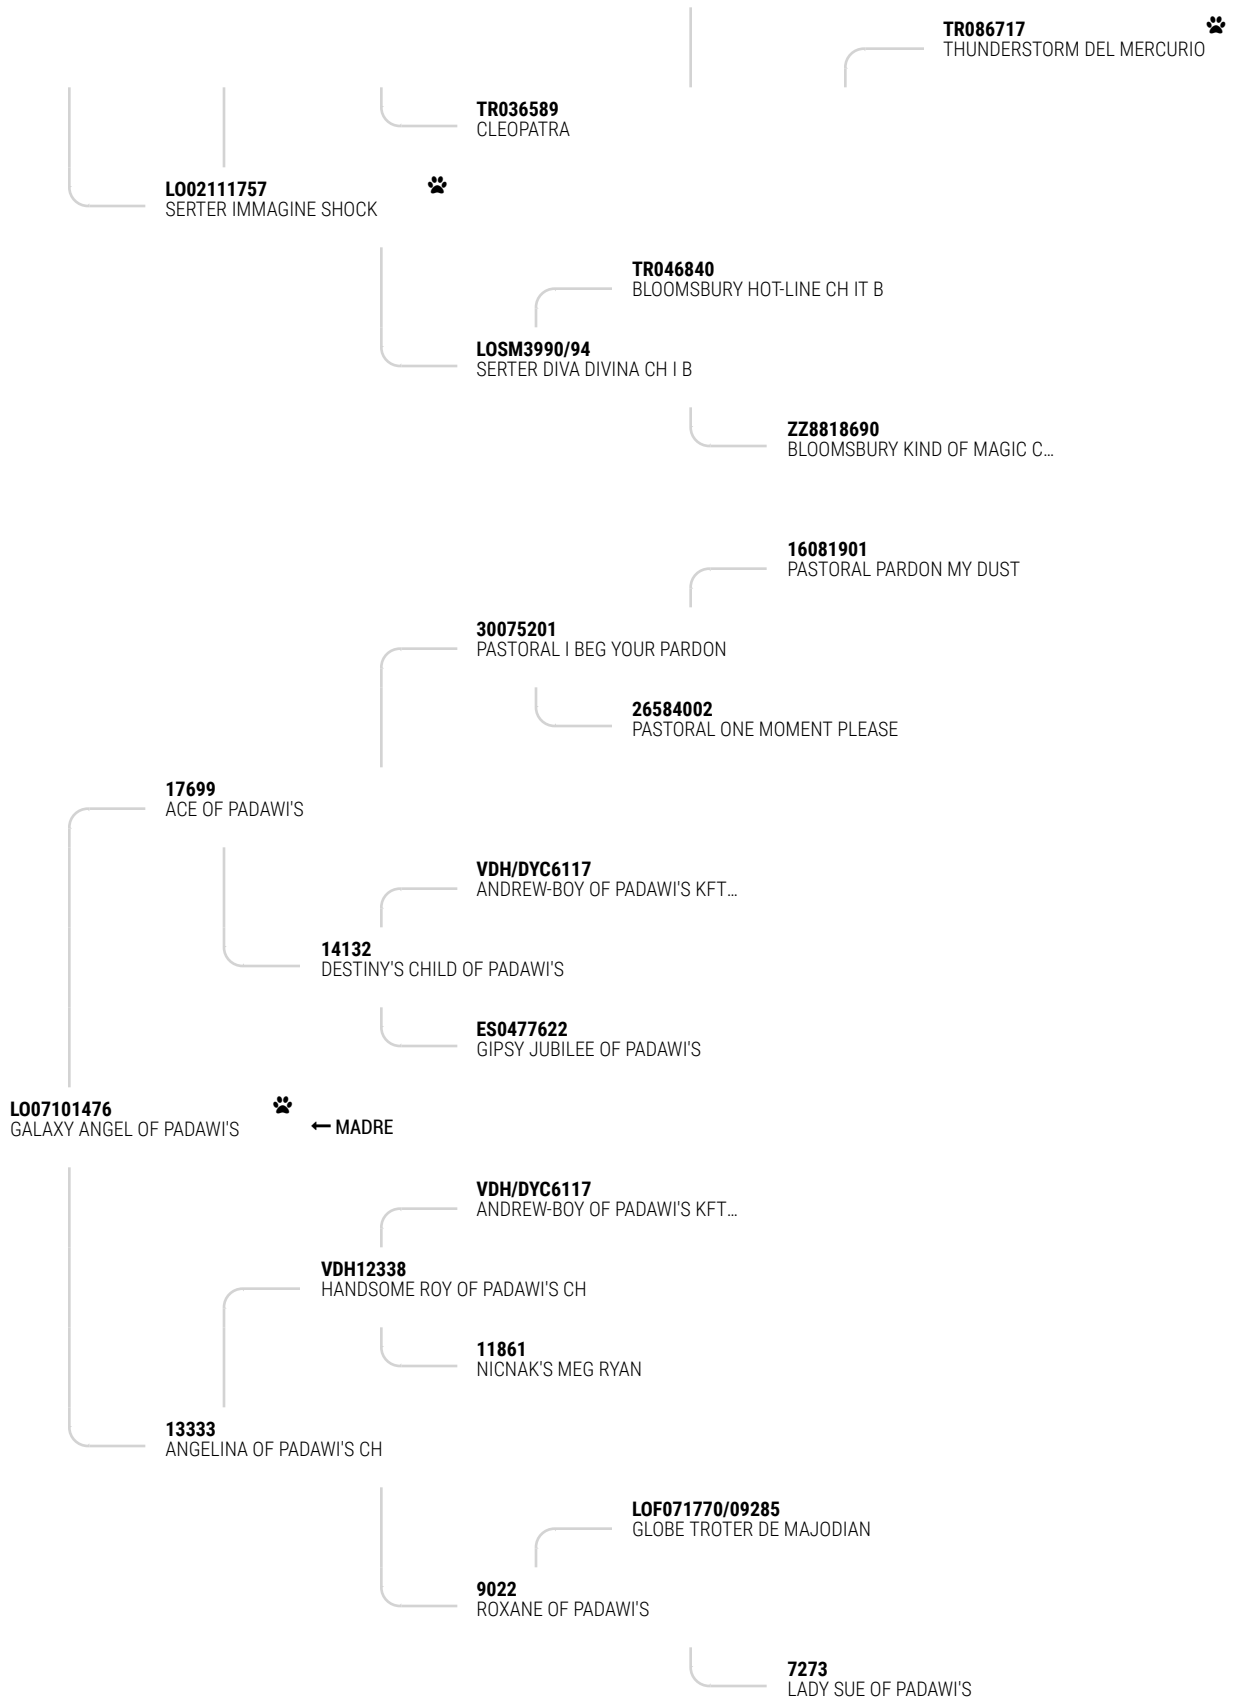 TR086717
THUNDERSTORM DEL MERCURIO
TR036589
CLEOPATRA
LO02111757
SERTER IMMAGINE SHOCK
TR046840
BLOOMSBURY HOT-LINE CH IT B
LOSM3990/94
SERTER DIVA DIVINA CH I B
ZZ8818690
BLOOMSBURY KIND OF MAGIC C...
16081901
PASTORAL PARDON MY DUST
30075201
PASTORAL I BEG YOUR PARDON
26584002
PASTORAL ONE MOMENT PLEASE
17699
ACE OF PADAWI'S
VDH/DYC6117
ANDREW-BOY OF PADAWI'S KFT...
14132
DESTINY'S CHILD OF PADAWI'S
ES0477622
GIPSY JUBILEE OF PADAWI'S
LO07101476
GALAXY ANGEL OF PADAWI'S
← MADRE
VDH/DYC6117
ANDREW-BOY OF PADAWI'S KFT...
VDH12338
HANDSOME ROY OF PADAWI'S CH
11861
NICNAK'S MEG RYAN
13333
ANGELINA OF PADAWI'S CH
LOF071770/09285
GLOBE TROTER DE MAJODIAN
9022
ROXANE OF PADAWI'S
7273
LADY SUE OF PADAWI'S